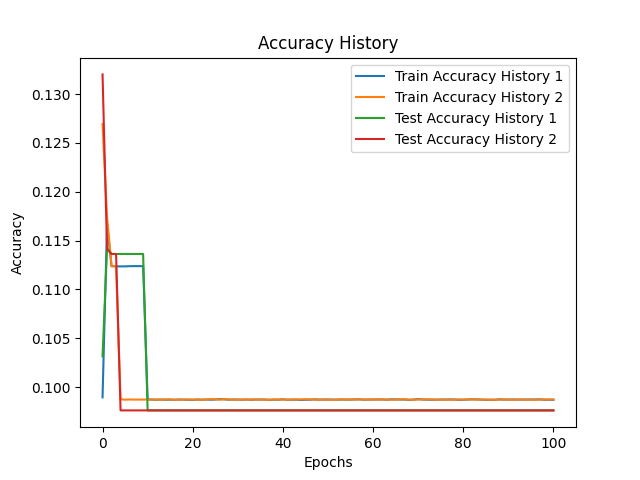 Accuracy History
Train Accuracy History 1
Train Accuracy History 2
Test Accuracy History 1
Test Accuracy History 2
Accuracy
0.130
0.125
0.120
0.115
0.110
0.105
0.100
0 20 40 60 80 100
Epochs